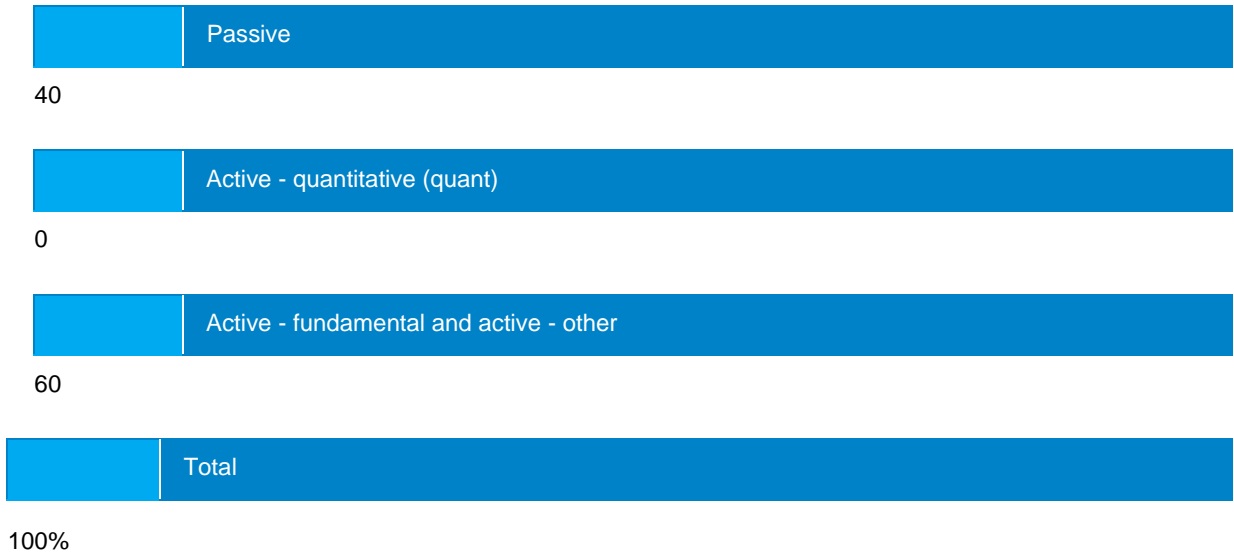 Passive
40
Active - quantitative (quant)
0
Active - fundamental and active - other
60
Total
100%